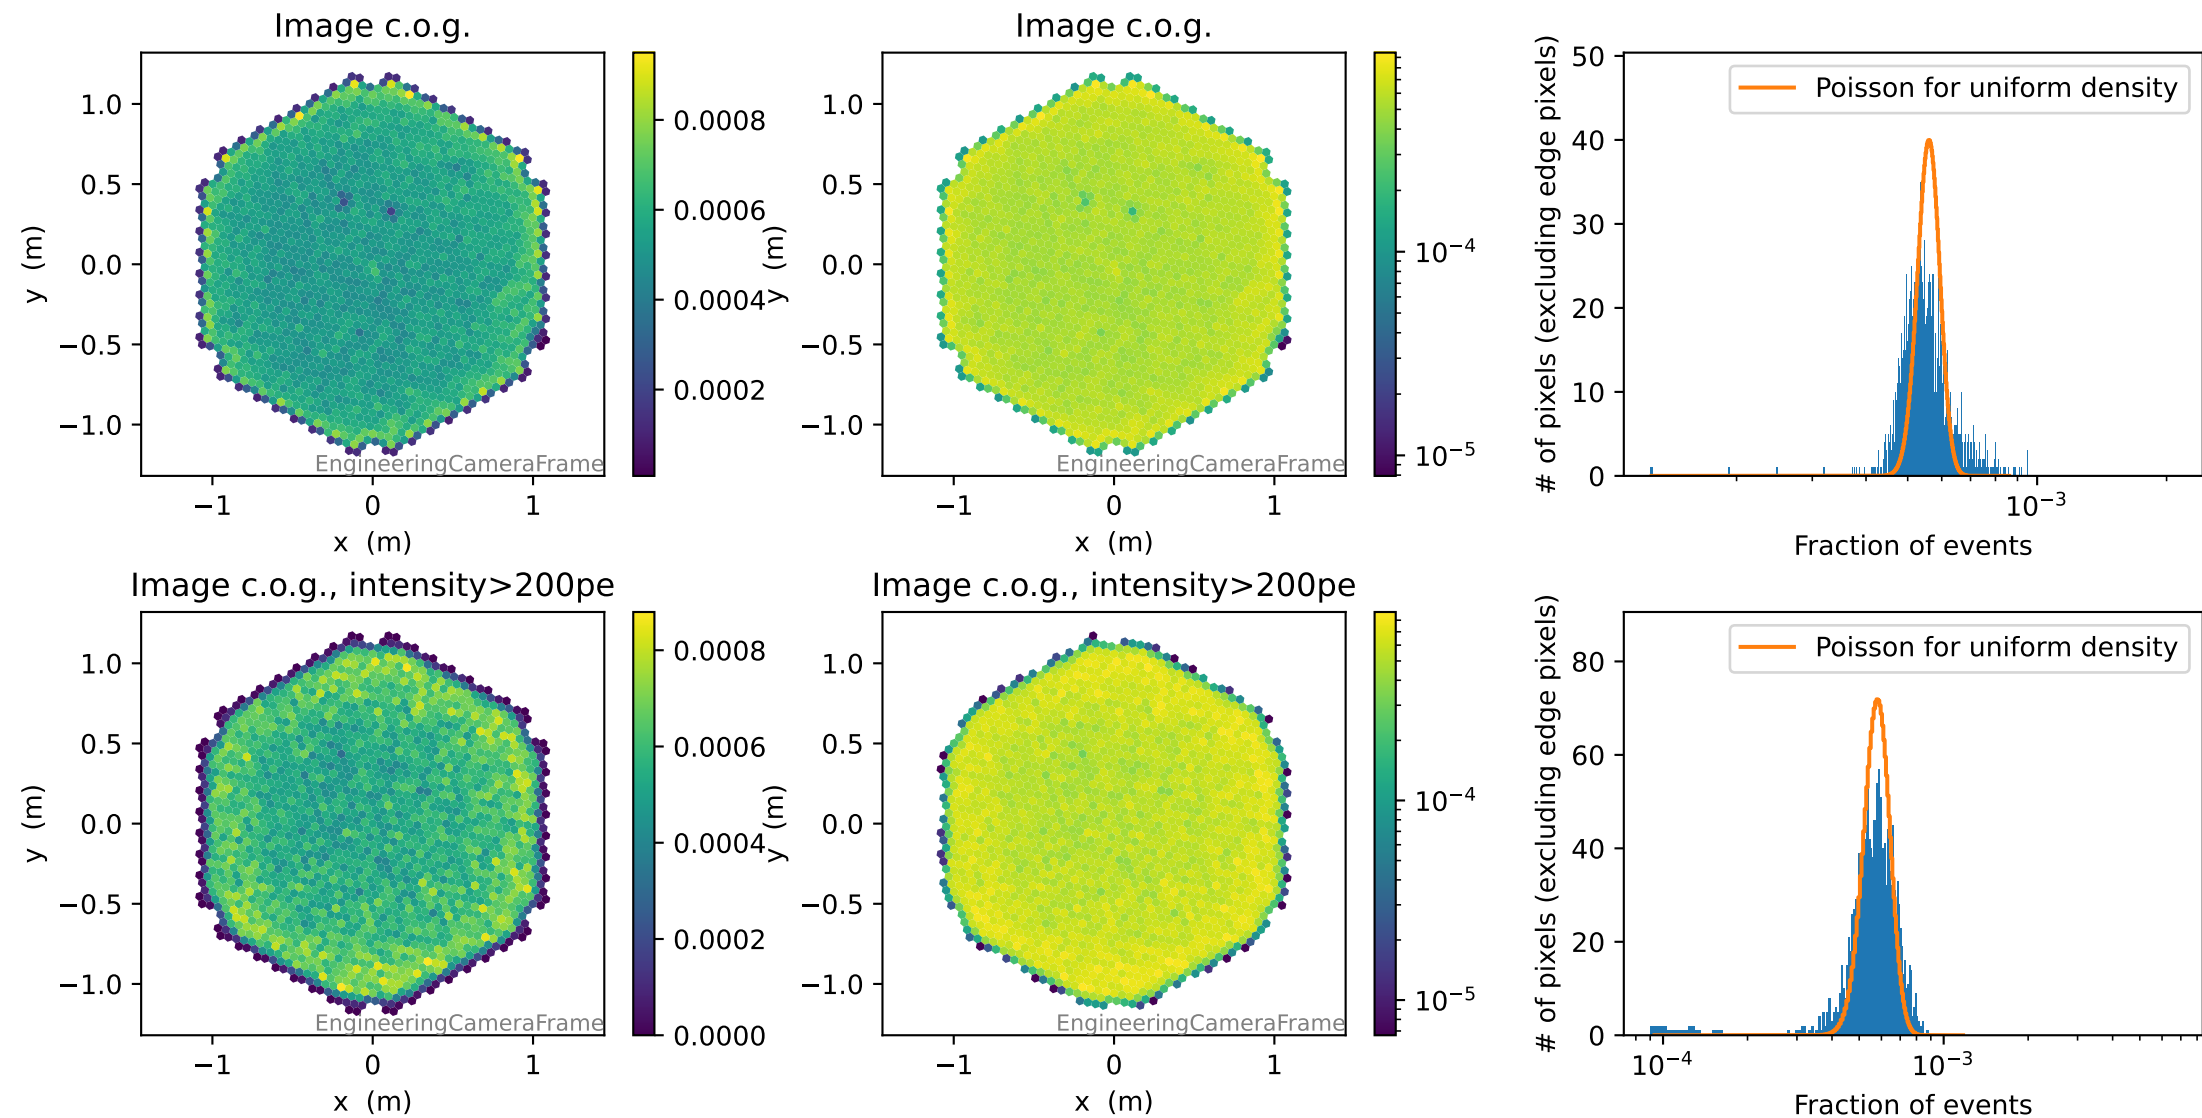 Image c.o.g.
1.0
0.5
0.0
−0.5
−1.0
y (m)
−1 0 1
x (m)
EngineeringCameraFrame
0.0008
0.0006
0.0004
0.0002
Image c.o.g.
1.0
0.5
0.0
−0.5
−1.0
y (m)
−1 0 1
x (m)
EngineeringCameraFrame
10⁻⁴
10⁻⁵
Poisson for uniform density
50
40
30
20
10
0
# of pixels (excluding edge pixels)
10⁻³
Fraction of events
Image c.o.g., intensity>200pe
1.0
0.5
0.0
−0.5
−1.0
y (m)
−1 0 1
x (m)
EngineeringCameraFrame
0.0008
0.0006
0.0004
0.0002
0.0000
Image c.o.g., intensity>200pe
1.0
0.5
0.0
−0.5
−1.0
y (m)
−1 0 1
x (m)
EngineeringCameraFrame
10⁻⁴
10⁻⁵
Poisson for uniform density
80
60
40
20
0
# of pixels (excluding edge pixels)
10⁻⁴ 10⁻³
Fraction of events